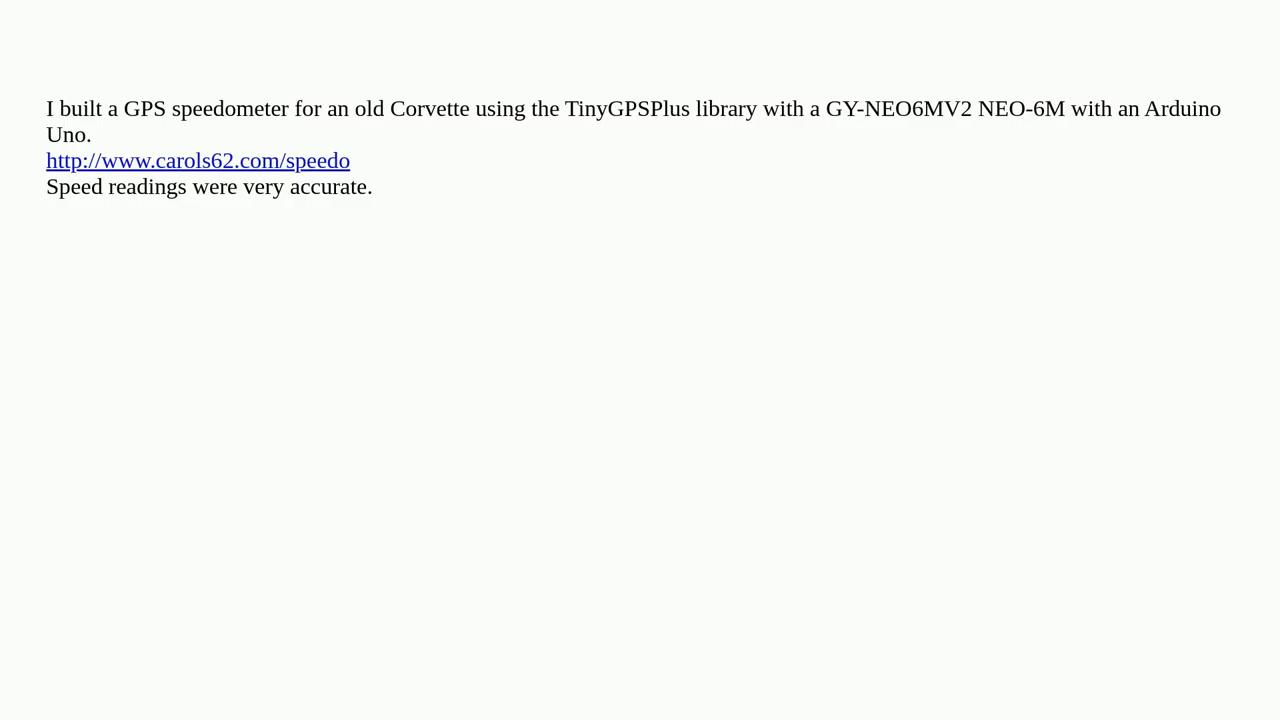 I built a GPS speedometer for an old Corvette using the TinyGPSPlus library with a GY-NEO6MV2 NEO-6M with an Arduino
Uno.
http://www.carols62.com/speedo
Speed readings were very accurate.